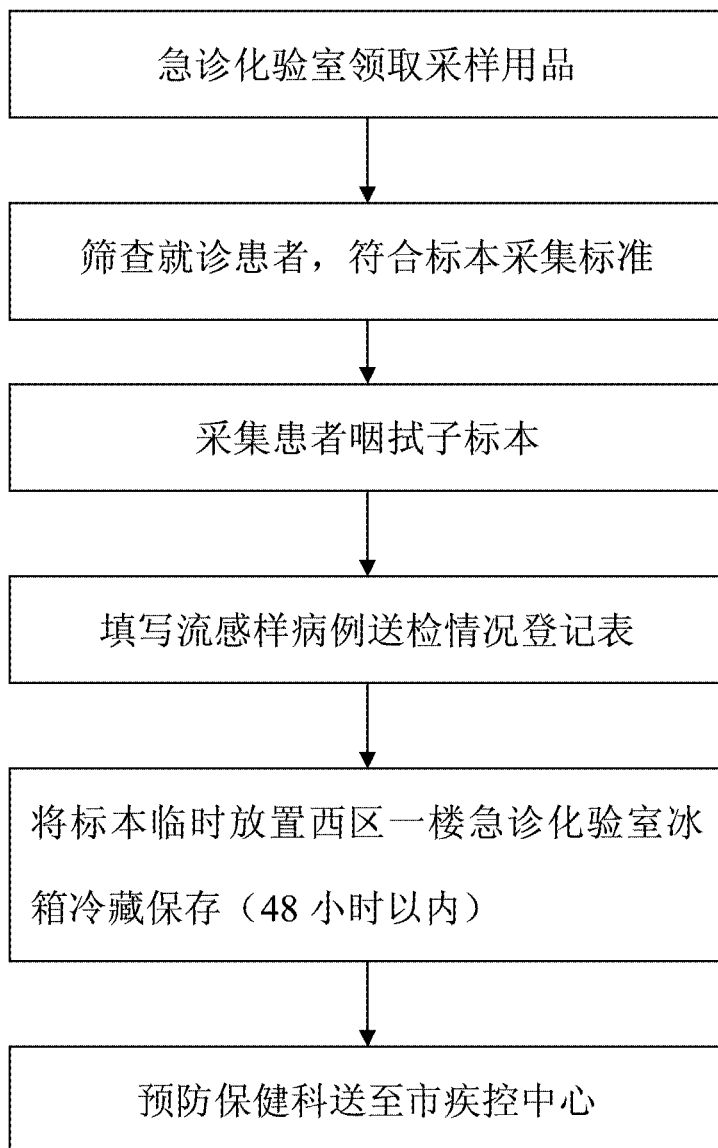 急诊化验室领取采样用品
筛查就诊患者，符合标本采集标准
采集患者咽拭子标本
填写流感样病例送检情况登记表
将标本临时放置西区一楼急诊化验室冰
箱冷藏保存（48 小时以内）
预防保健科送至市疾控中心